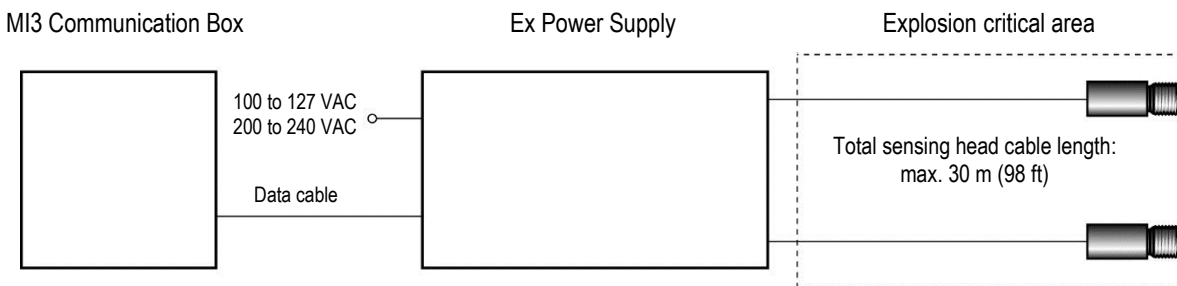 MI3 Communication Box
Ex Power Supply
Explosion critical area
100 to 127 VAC
200 to 240 VAC
Data cable
Total sensing head cable length:
max. 30 m (98 ft)